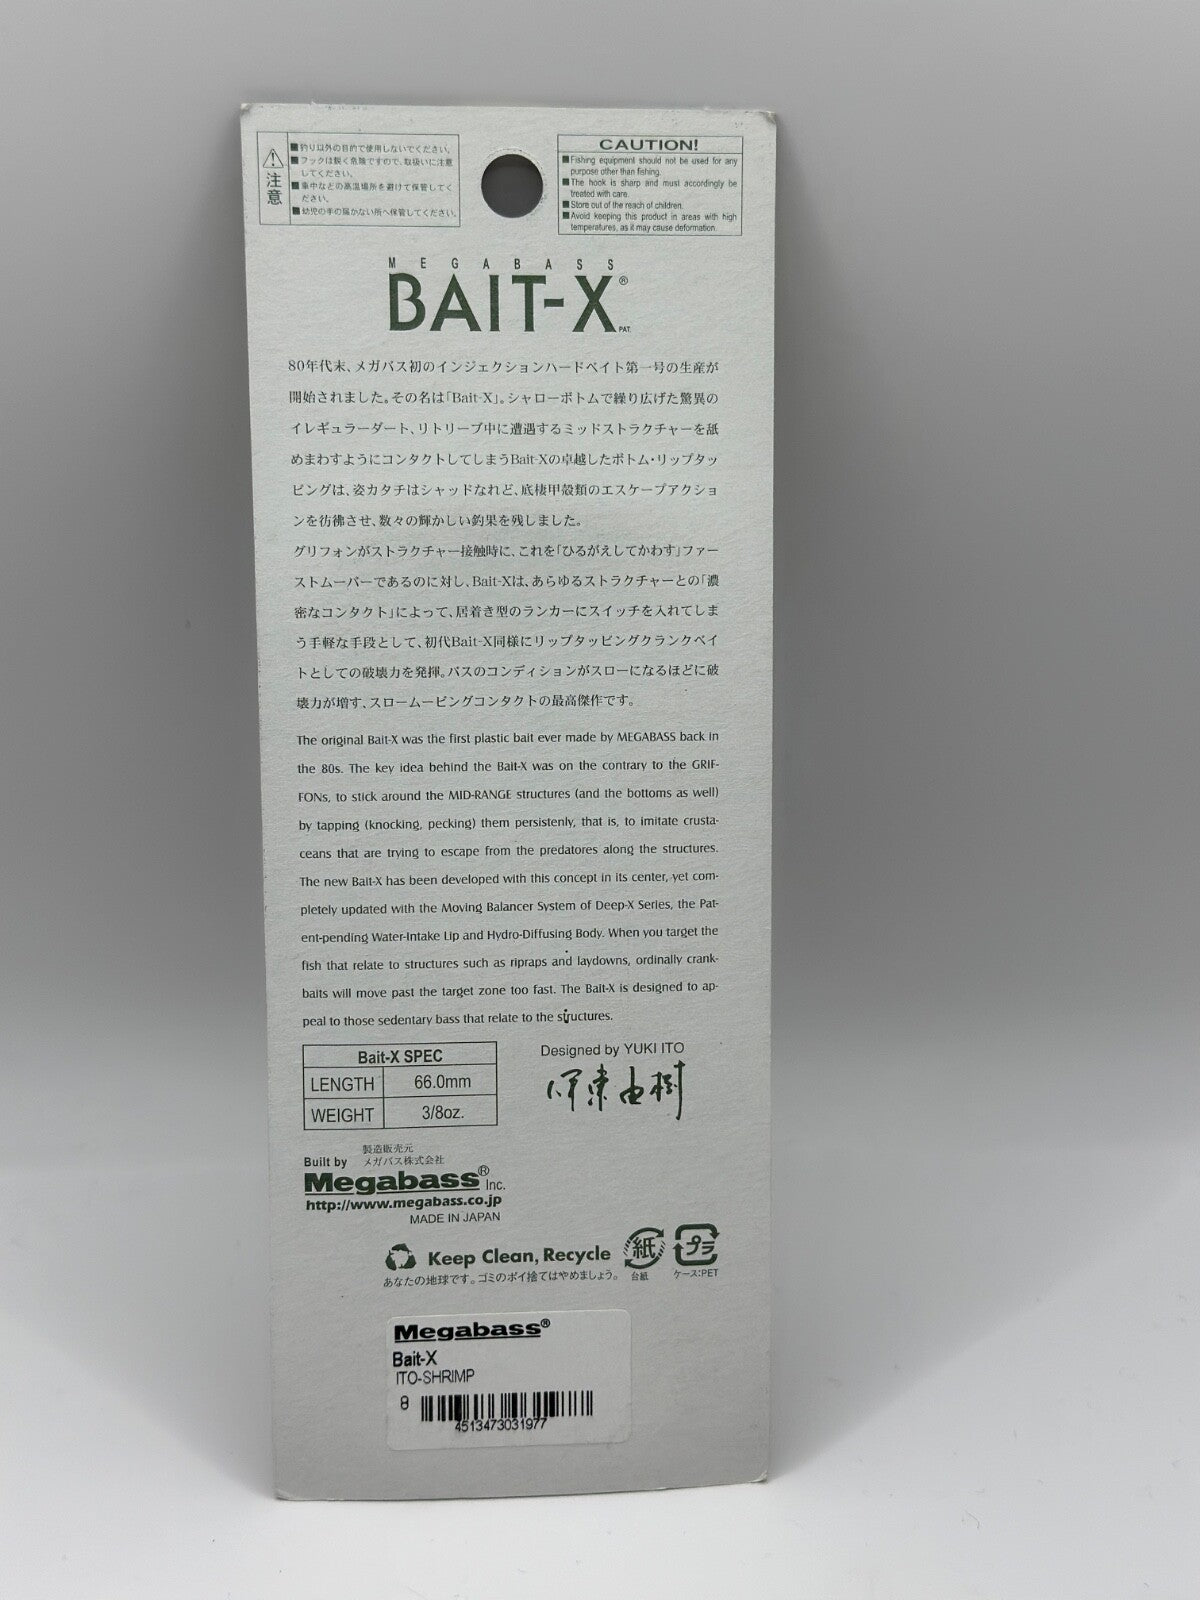 注意
■釣り以外の目的で使用しないでください。
■フックは鋭く危険ですので、取扱いに注意
してください。
■車中などの高温場所を避けて保管してく
ださい。
■幼児の手の届かない所へ保管してください。
CAUTION!
■Fishing equipment should not be used for any
purpose other than fishing.
■The hook is sharp and must accordingly be
treated with care.
■Store out of the reach of children.
■Avoid keeping this product in areas with high
temperatures, as it may cause deformation.
MEGABASS
BAIT-X®
PAT.
80年代末、メガバス初のインジェクションハードベイト第一号の生産が
開始されました。その名は「Bait-X」。シャローボトムで繰り広げた驚異の
イレギュラーダート、リトリーブ中に遭遇するミッドストラクチャーを舐
めまわすようにコンタクトしてしまうBait-Xの卓越したボトム・リップタッ
ピングは、姿カタチはシャッドなれど、底棲甲殻類のエスケープアクショ
ンを彷彿させ、数々の輝かしい釣果を残しました。
グリフォンがストラクチャー接触時に、これを「ひるがえしてかわす」ファー
ストムーバーであるのに対し、Bait-Xは、あらゆるストラクチャーとの「濃
密なコンタクト」によって、居着き型のランカーにスイッチを入れてしま
う手軽な手段として、初代Bait-X同様にリップタッピングクランクベイ
トとしての破壊力を発揮。バスのコンディションがスローになるほどに破
壊力が増す、スロームービングコンタクトの最高傑作です。
The original Bait-X was the first plastic bait ever made by MEGABASS back in
the 80s. The key idea behind the Bait-X was on the contrary to the GRIF-
FONs, to stick around the MID-RANGE structures (and the bottoms as well)
by tapping (knocking, pecking) them persistenly, that is, to imitate crusta-
ceans that are trying to escape from the predatores along the structures.
The new Bait-X has been developed with this concept in its center, yet com-
pletely updated with the Moving Balancer System of Deep-X Series, the Pat-
ent-pending Water-Intake Lip and Hydro-Diffusing Body. When you target the
fish that relate to structures such as ripraps and laydowns, ordinally crank-
baits will move past the target zone too fast. The Bait-X is designed to ap-
peal to those sedentary bass that relate to the structures.
Bait-X SPEC
LENGTH 66.0mm
WEIGHT 3/8oz.
Designed by YUKI ITO
伊東由樹
製造販売元
Built by メガバス株式会社
Megabass® Inc.
http://www.megabass.co.jp
MADE IN JAPAN
Keep Clean, Recycle
あなたの地球です。ゴミのポイ捨てはやめましょう。
紙
台紙
プラ
ケース:PET
Megabass®
Bait-X
ITO-SHRIMP
8
4513473031977